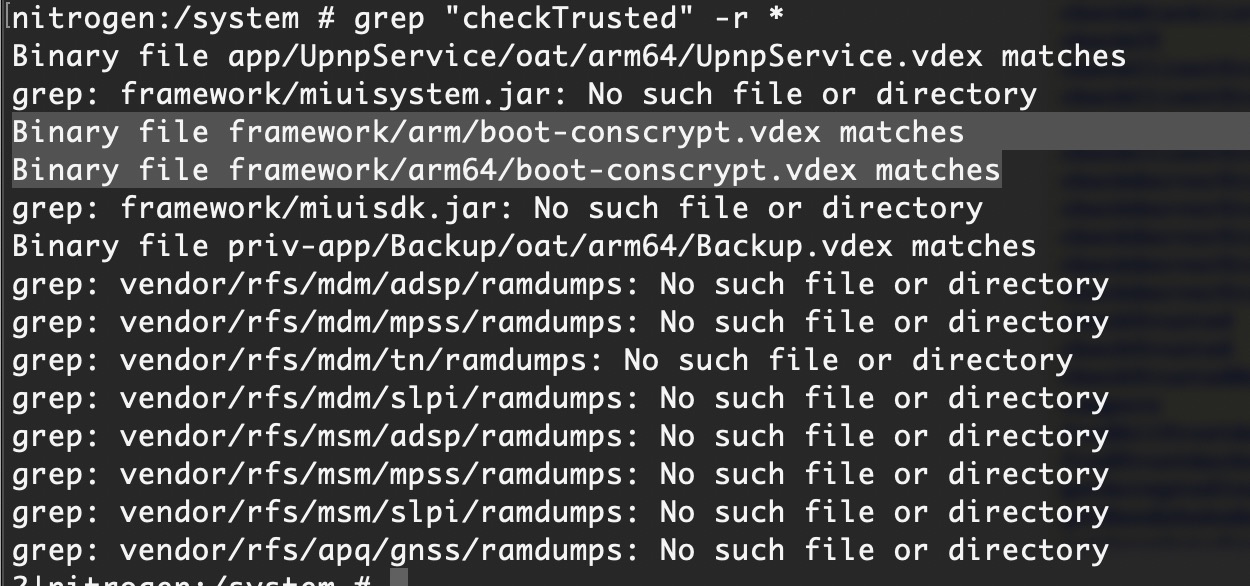 [nitrogen:/system # grep "checkTrusted" -r *
Binary file app/UpnpService/oat/arm64/UpnpService.vdex matches
grep: framework/miuisystem.jar: No such file or directory
Binary file framework/arm/boot-conscrypt.vdex matches
Binary file framework/arm64/boot-conscrypt.vdex matches
grep: framework/miuisdk.jar: No such file or directory
Binary file priv-app/Backup/oat/arm64/Backup.vdex matches
grep: vendor/rfs/mdm/adsp/ramdumps: No such file or directory
grep: vendor/rfs/mdm/mpss/ramdumps: No such file or directory
grep: vendor/rfs/mdm/tn/ramdumps: No such file or directory
grep: vendor/rfs/mdm/slpi/ramdumps: No such file or directory
grep: vendor/rfs/msm/adsp/ramdumps: No such file or directory
grep: vendor/rfs/msm/mpss/ramdumps: No such file or directory
grep: vendor/rfs/msm/slpi/ramdumps: No such file or directory
grep: vendor/rfs/apq/gnss/ramdumps: No such file or directory
2|nitrogen:/system #